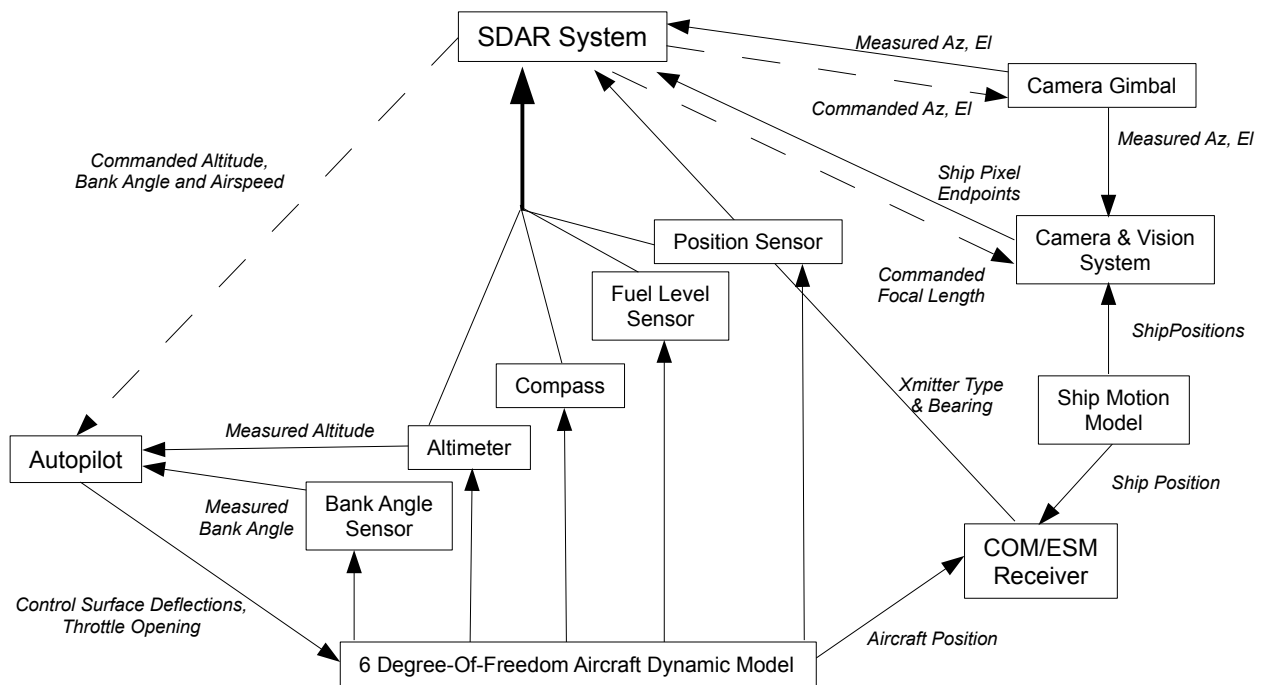 SDAR System
Measured Az, El
Camera Gimbal
Commanded Az, El
Measured Az, El
Commanded Altitude,
Bank Angle and Airspeed
Ship Pixel
Endpoints
Position Sensor
Camera & Vision
System
Commanded
Focal Length
Fuel Level
Sensor
ShipPositions
Compass
Xmitter Type
& Bearing
Ship Motion
Model
Measured Altitude
Altimeter
Autopilot
Measured
Bank Angle
Bank Angle
Sensor
Ship Position
COM/ESM
Receiver
Control Surface Deflections,
Throttle Opening
Aircraft Position
6 Degree-Of-Freedom Aircraft Dynamic Model